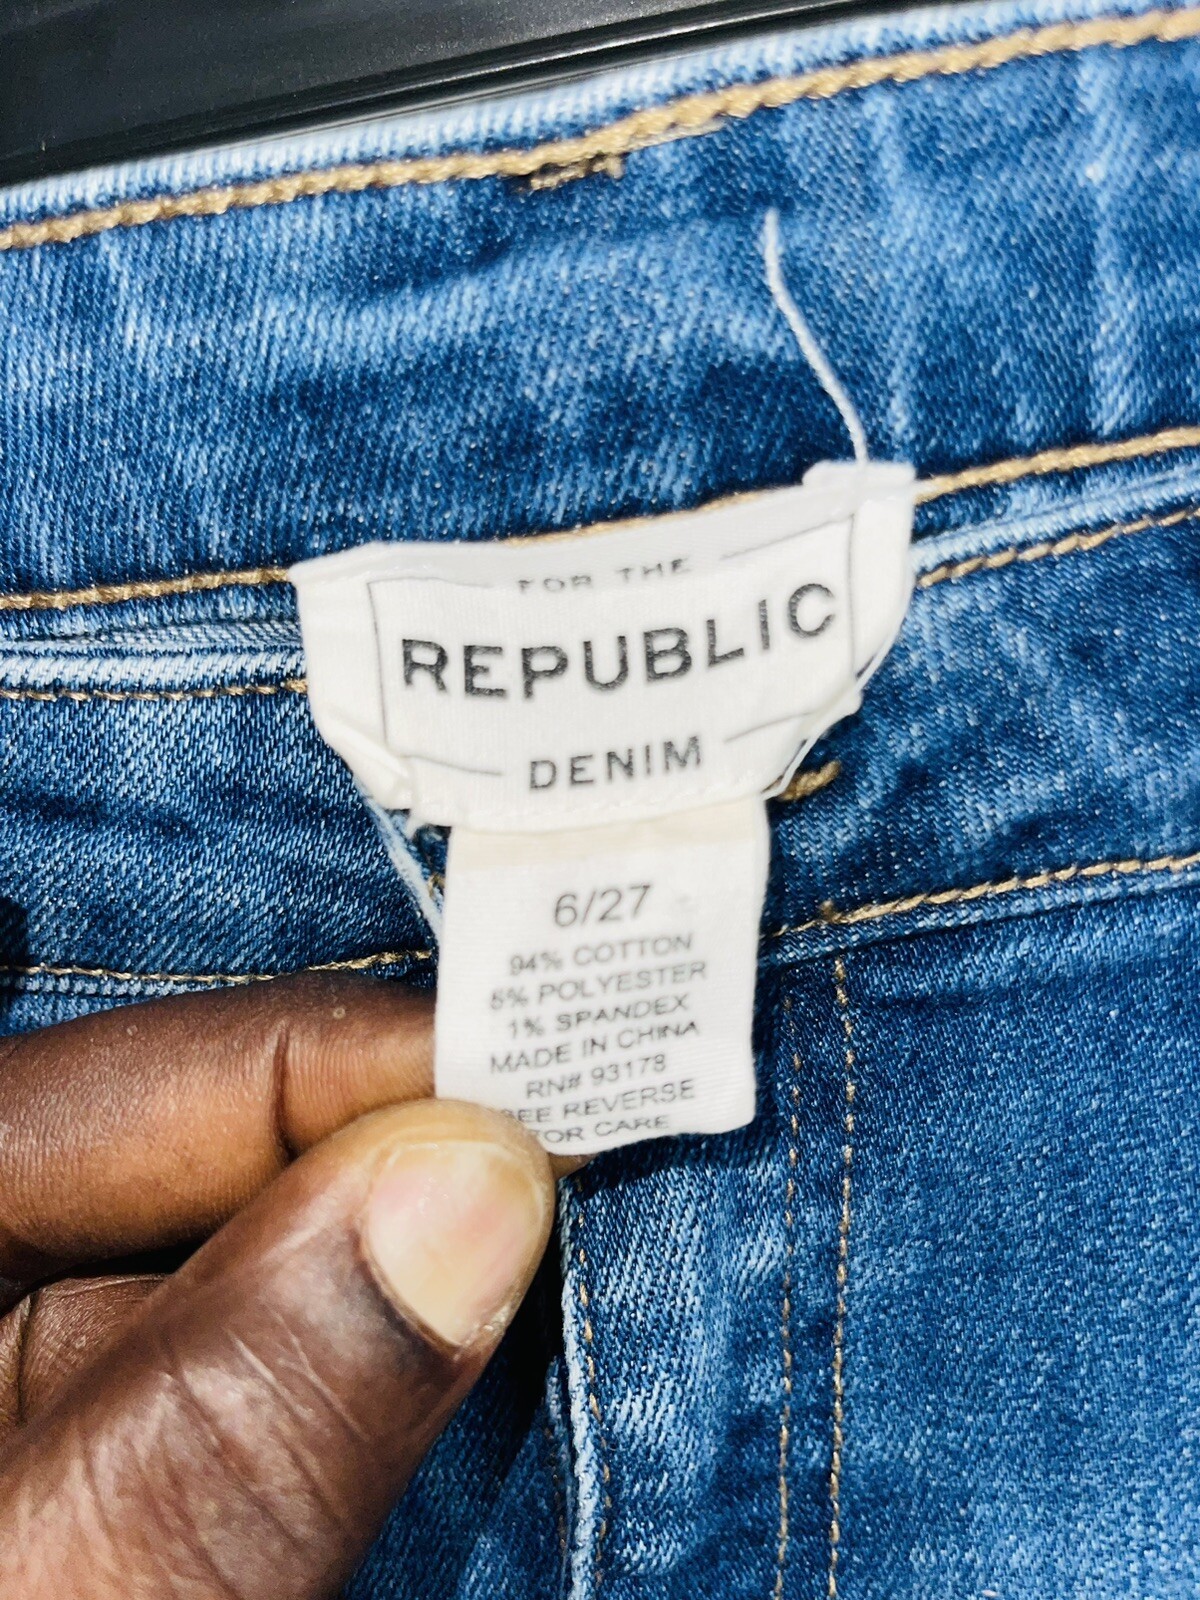 FOR THE
REPUBLIC
DENIM
6/27
94% COTTON
5% POLYESTER
1% SPANDEX
MADE IN CHINA
RN# 93178
SEE REVERSE
FOR CARE